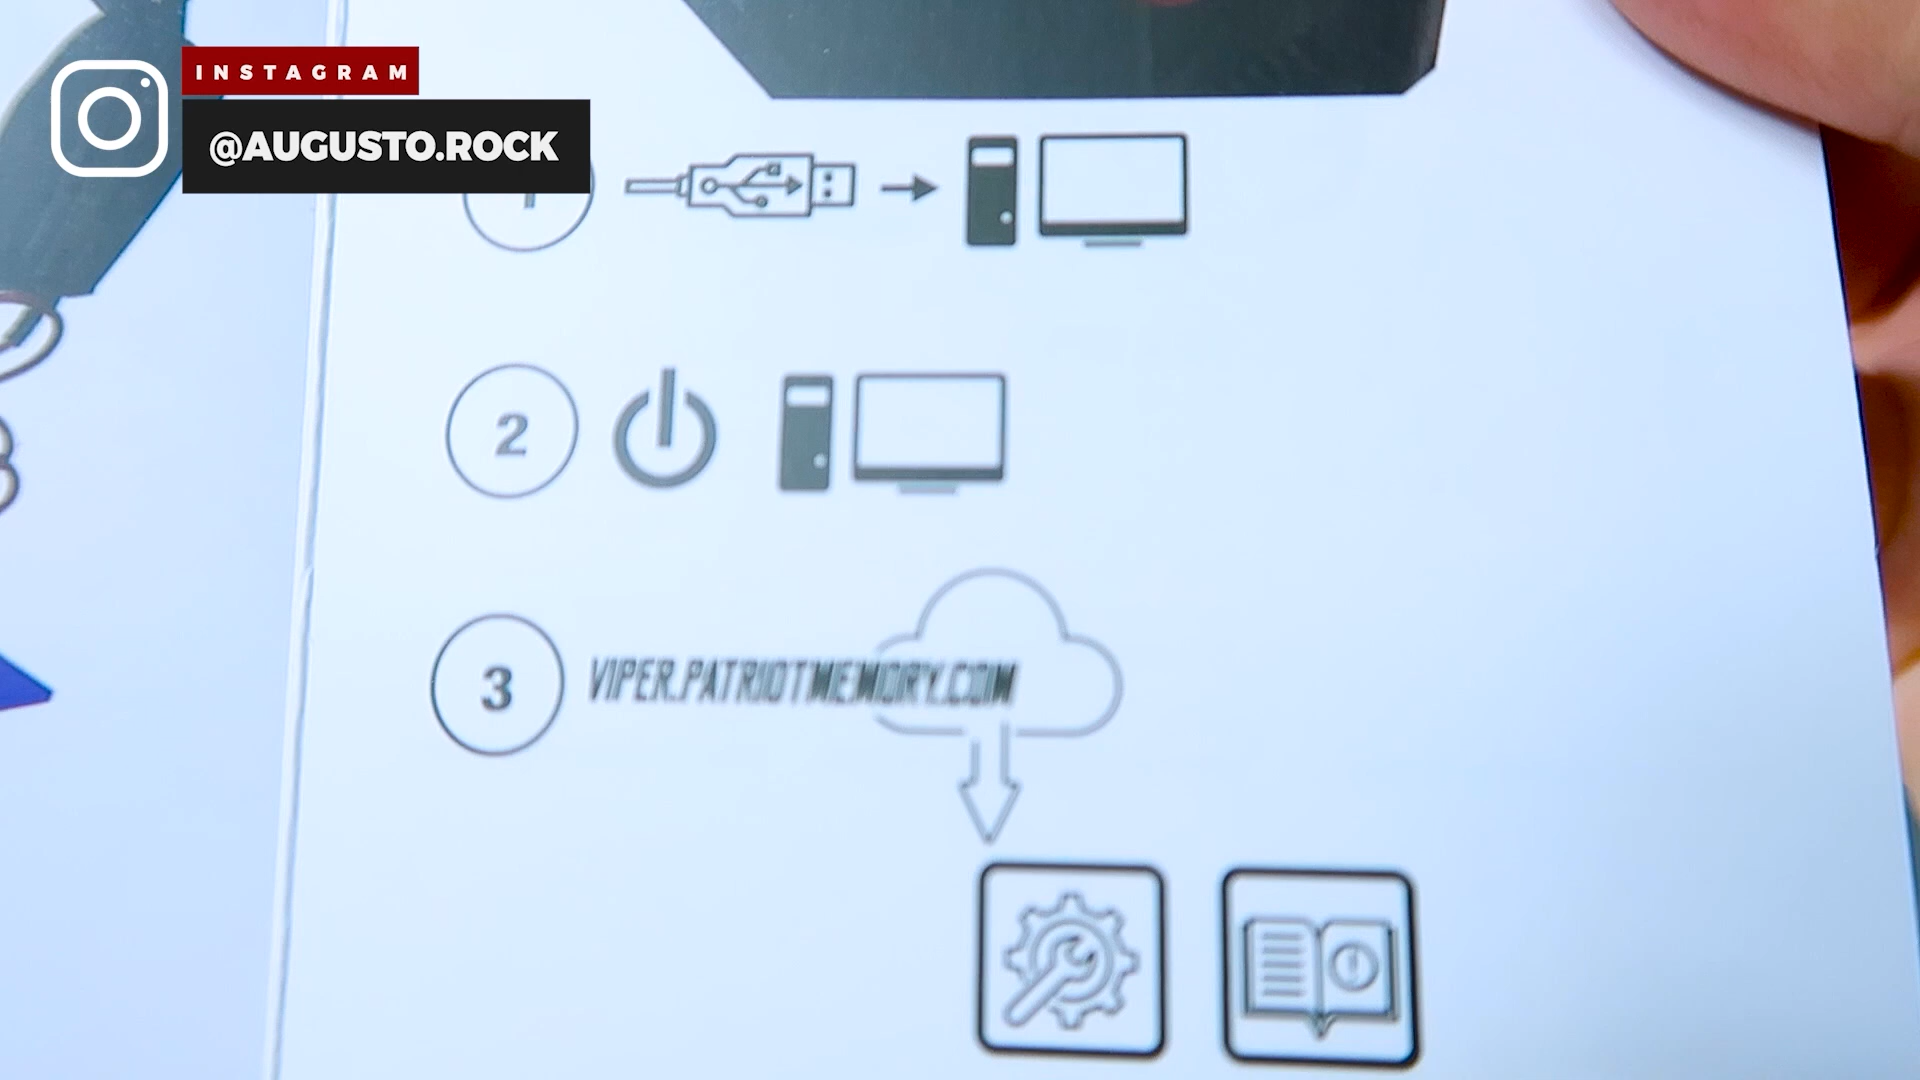 INSTAGRAM
@AUGUSTO.ROCK
2
3
VIPER.PATRIOTMEMORY.COM